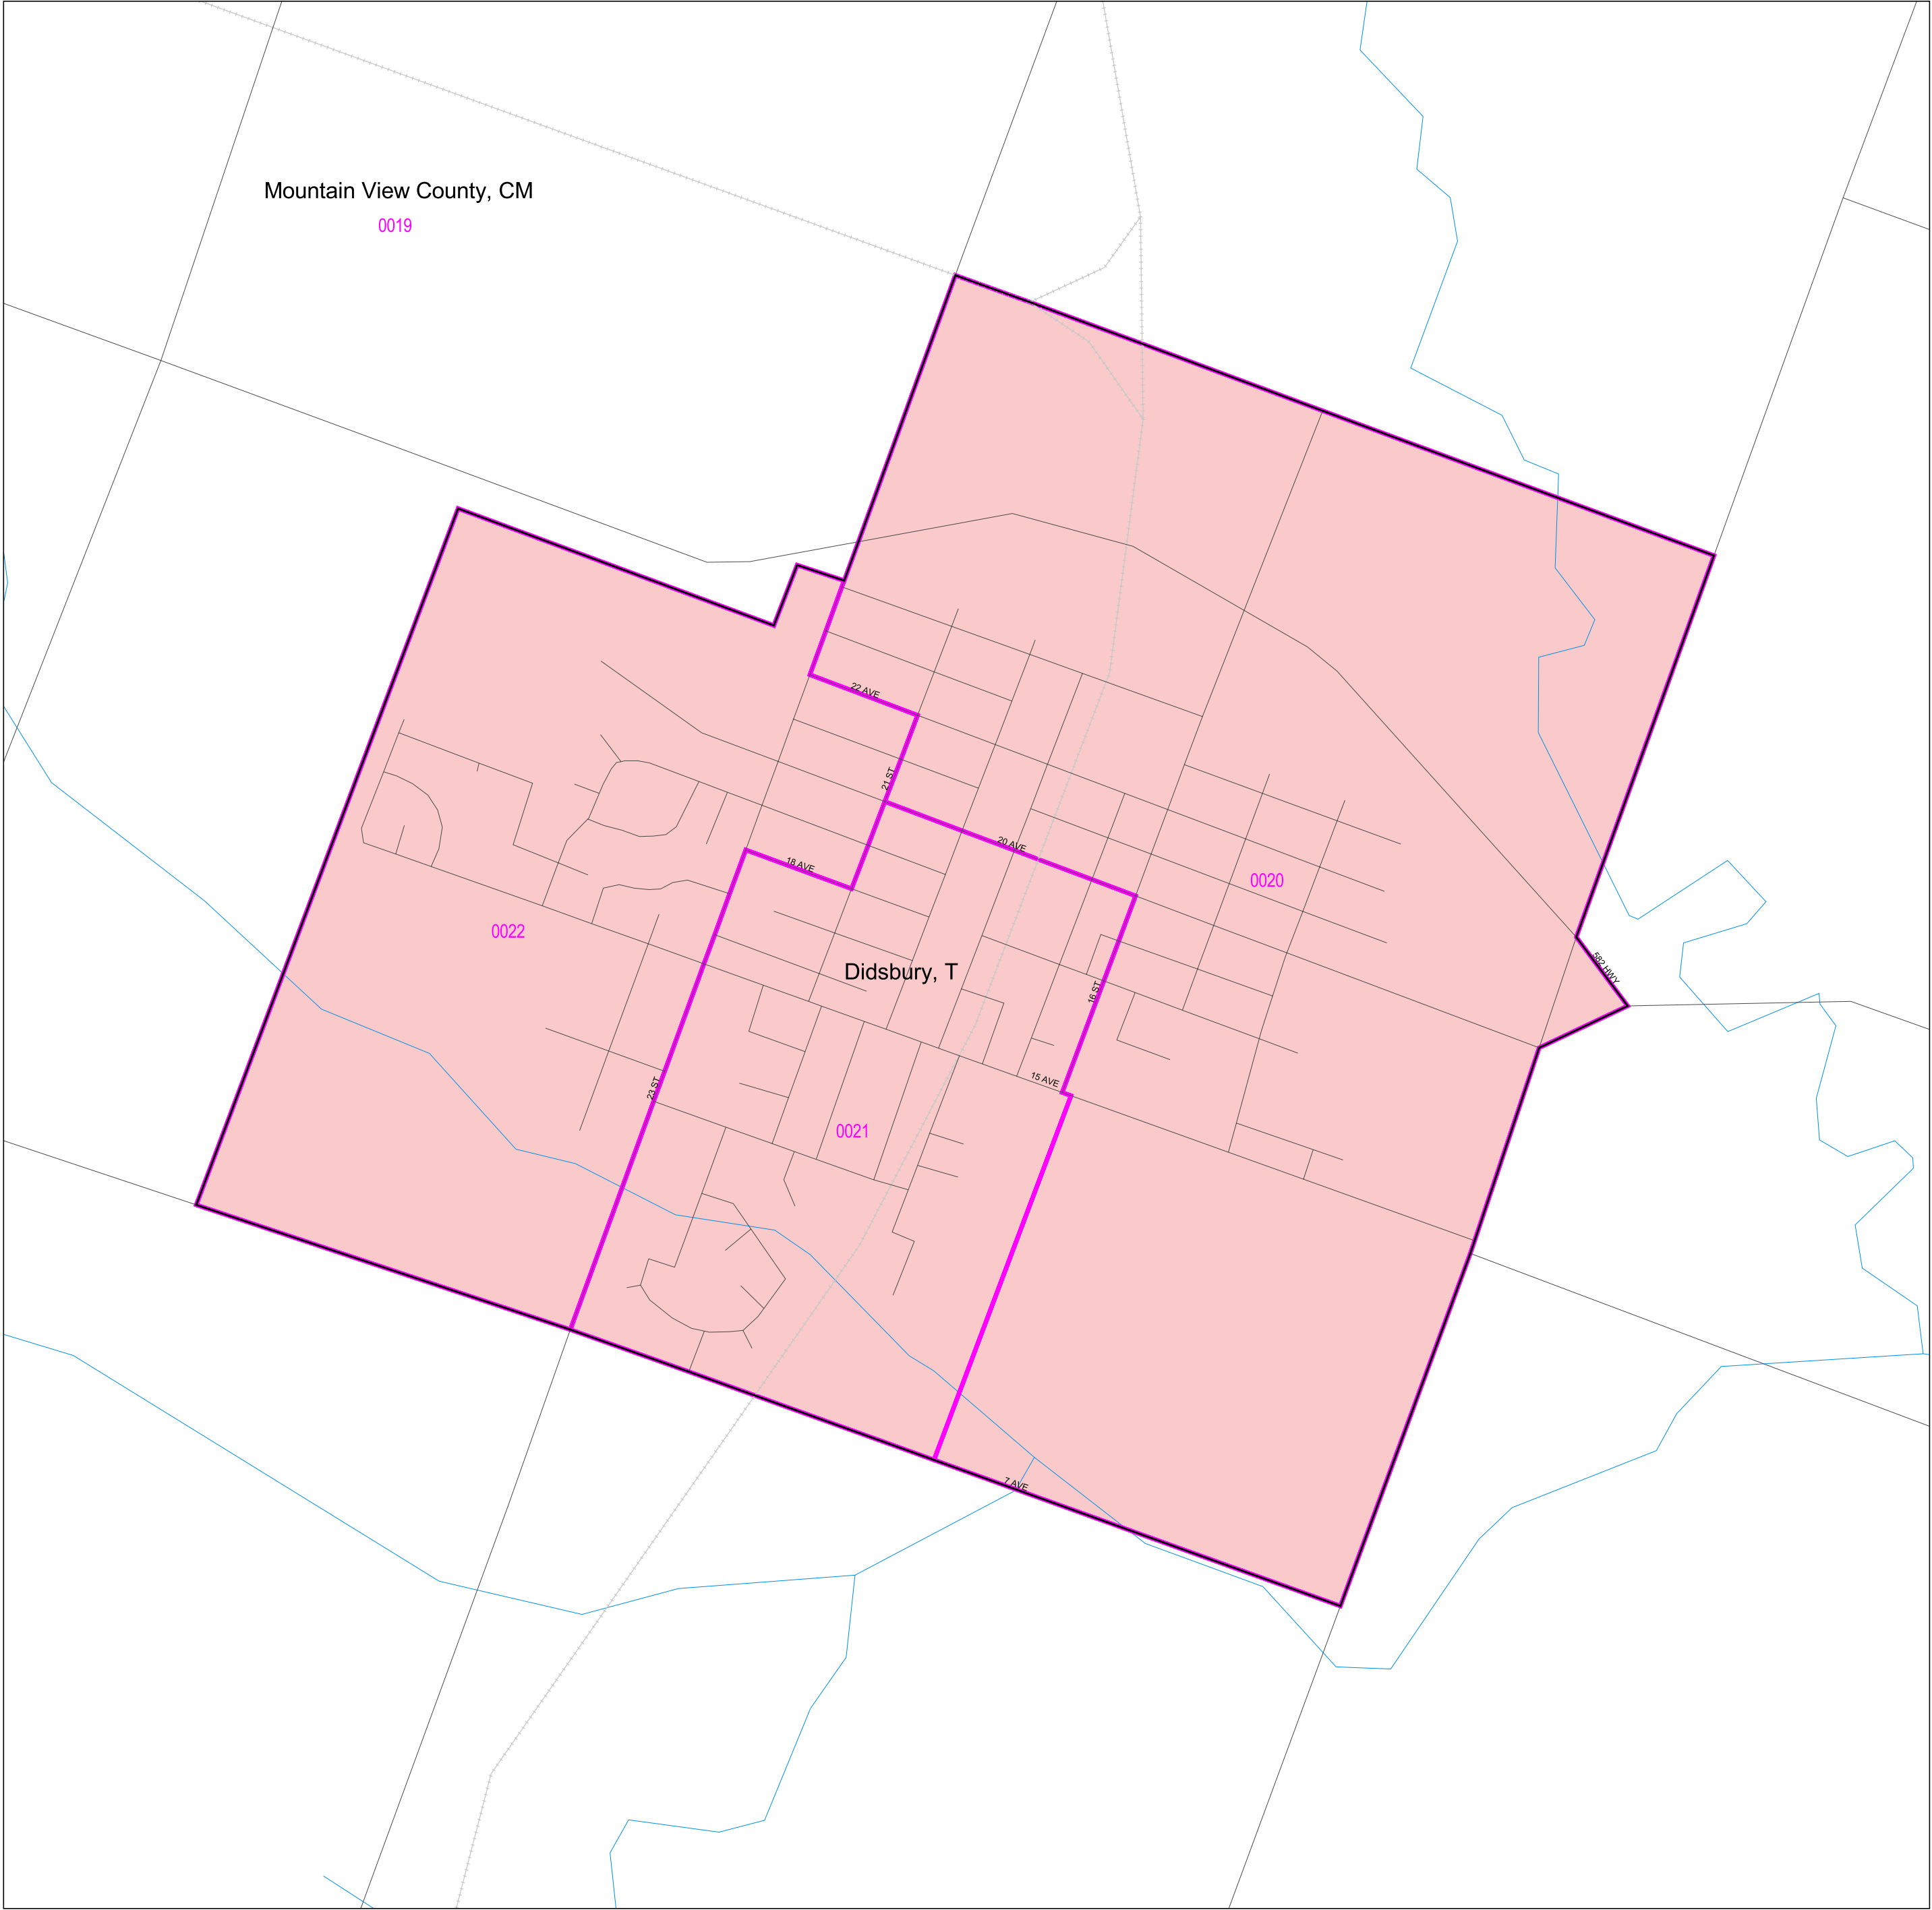 Mountain View County, CM
0019
22 AVE
21 ST
20 AVE
18 AVE
0020
0022
Didsbury, T
582 HWY
16 ST
15 AVE
23 ST
0021
7 AVE